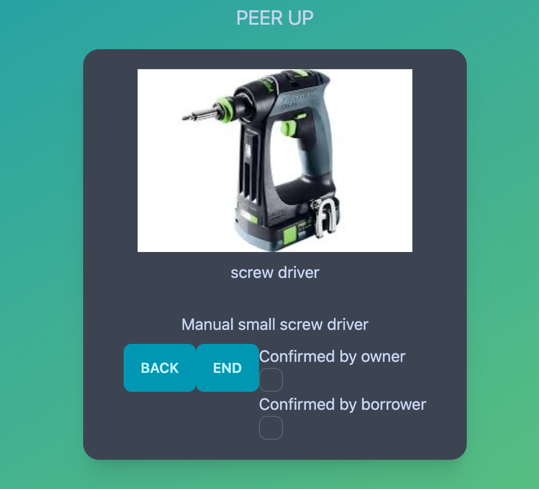 PEER UP
screw driver
Manual small screw driver
BACK
END
Confirmed by owner
Confirmed by borrower